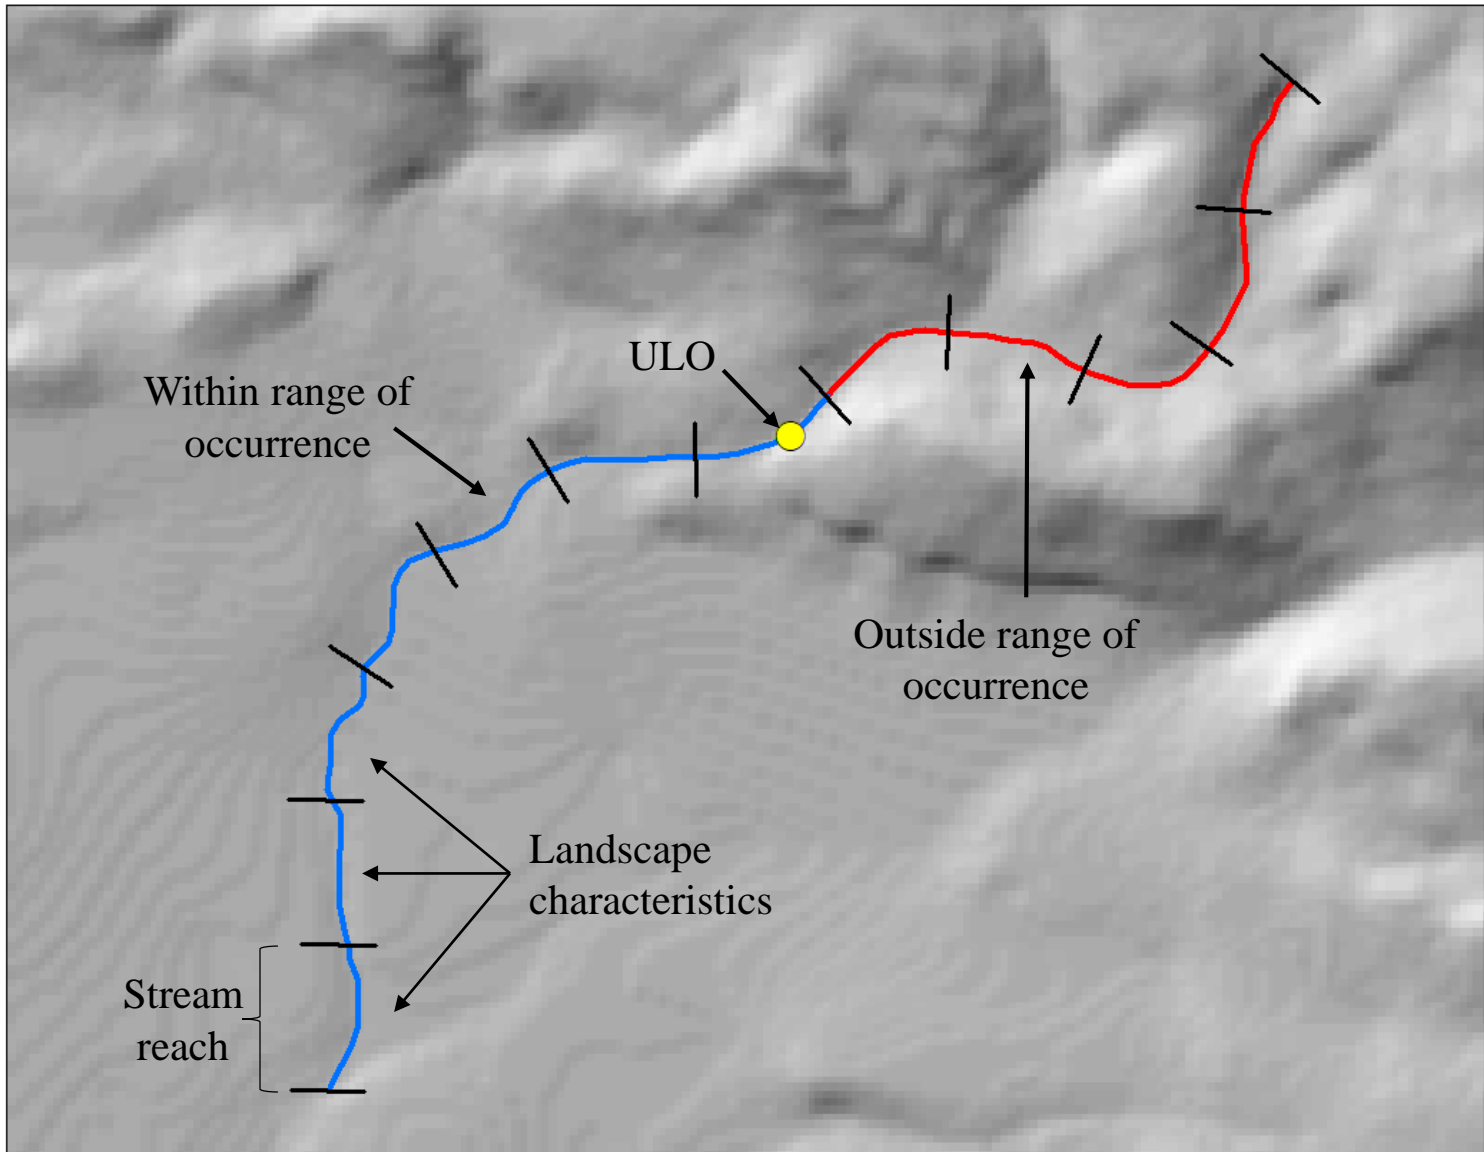 ULO
Within range of
occurrence
Outside range of
occurrence
Landscape
characteristics
Stream
reach